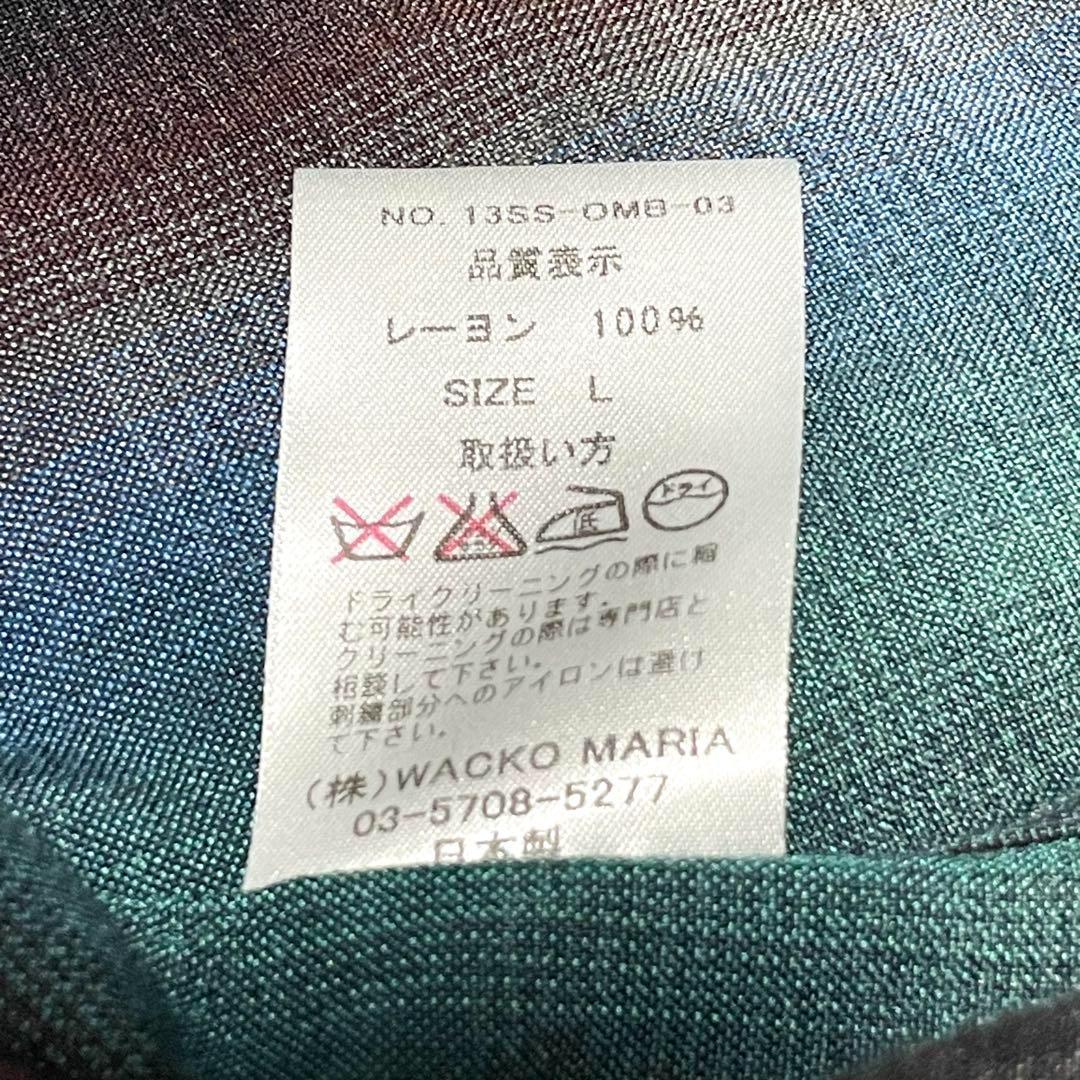 NO. 13SS-OMB-03
品質表示
レーヨン 100%
SIZE L
取扱い方
低 ドライ
ドライクリーニングの際に縮
む可能性があります。
クリーニングの際は専門店と
相談して下さい。
刺繍部分へのアイロンは避け
て下さい。
(株)WACKO MARIA
03-5708-5277
日本製